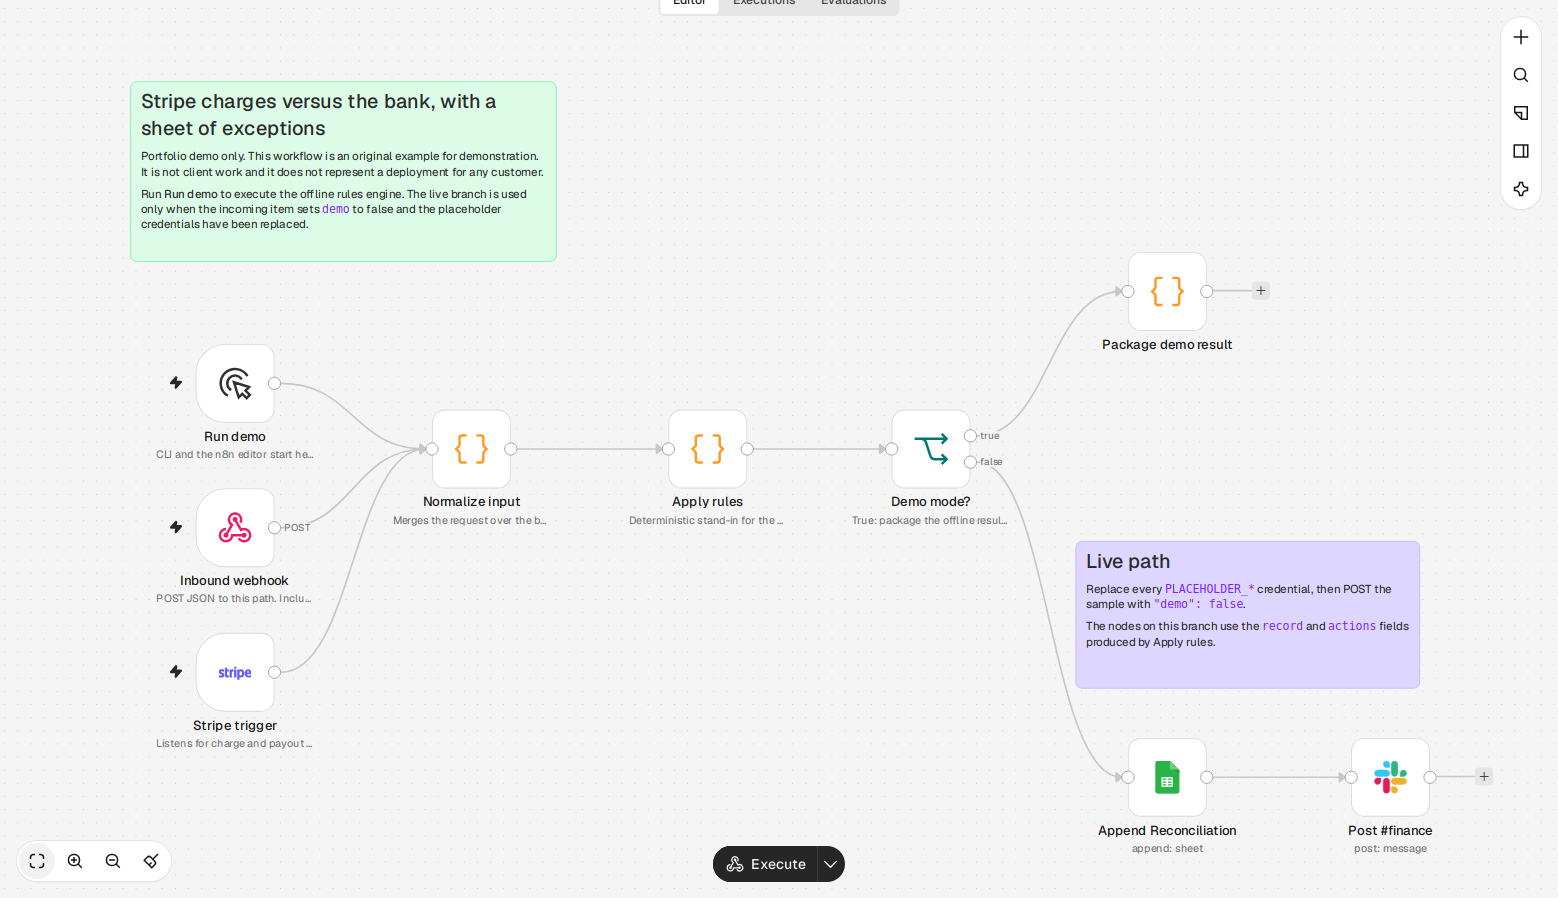 Editor
Executions
Evaluations
Stripe charges versus the bank, with a
sheet of exceptions
Portfolio demo only. This workflow is an original example for demonstration.
It is not client work and it does not represent a deployment for any customer.
Run Run demo to execute the offline rules engine. The live branch is used
only when the incoming item sets demo to false and the placeholder
credentials have been replaced.
Package demo result
Run demo
CLI and the n8n editor start he...
POST
Inbound webhook
POST JSON to this path. Inclu...
stripe
Stripe trigger
Listens for charge and payout ...
Normalize input
Merges the request over the b...
Apply rules
Deterministic stand-in for the ...
true
false
Demo mode?
True: package the offline resul...
Live path
Replace every PLACEHOLDER_* credential, then POST the
sample with "demo": false.
The nodes on this branch use the record and actions fields
produced by Apply rules.
Append Reconciliation
append: sheet
Post #finance
post: message
Execute